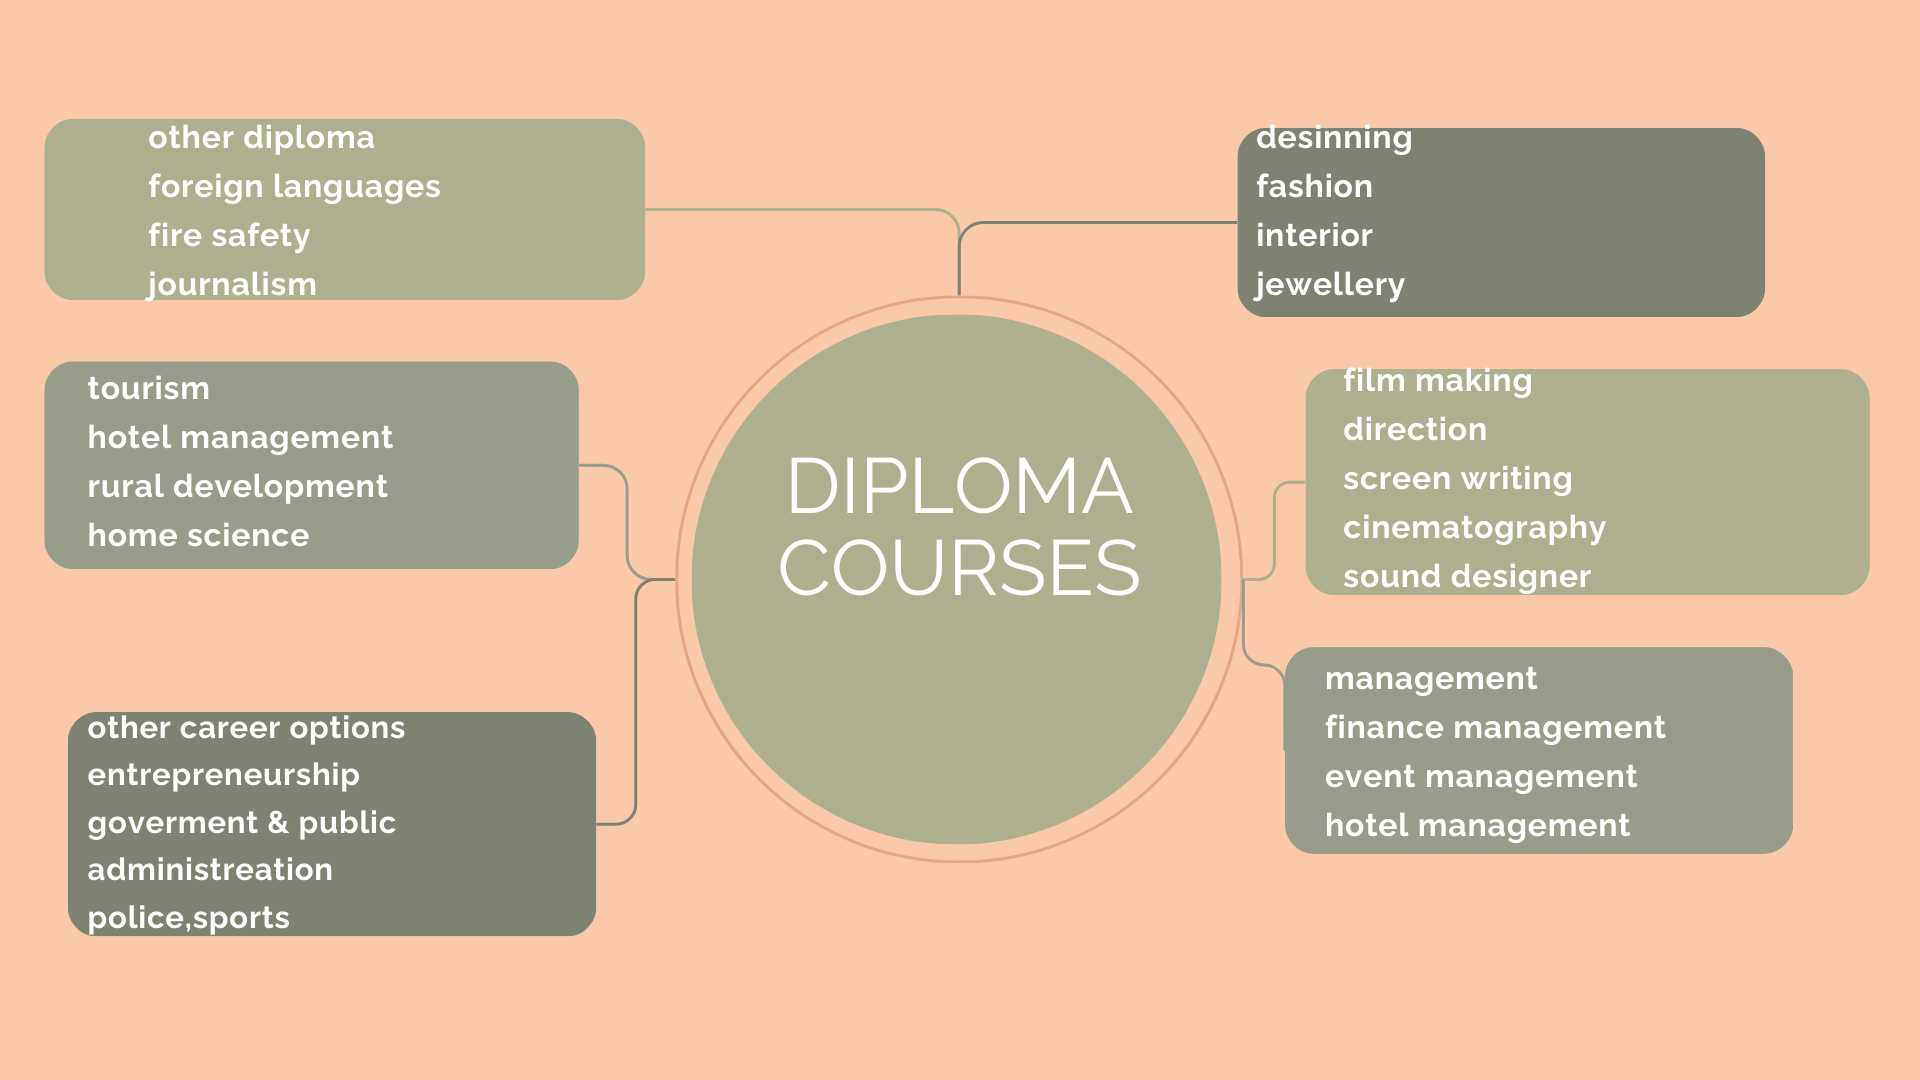 other diploma
foreign languages
fire safety
journalism
desinning
fashion
interior
jewellery
tourism
hotel management
rural development
home science
DIPLOMA
COURSES
film making
direction
screen writing
cinematography
sound designer
other career options
entrepreneurship
goverment & public
administreation
police,sports
management
finance management
event management
hotel management